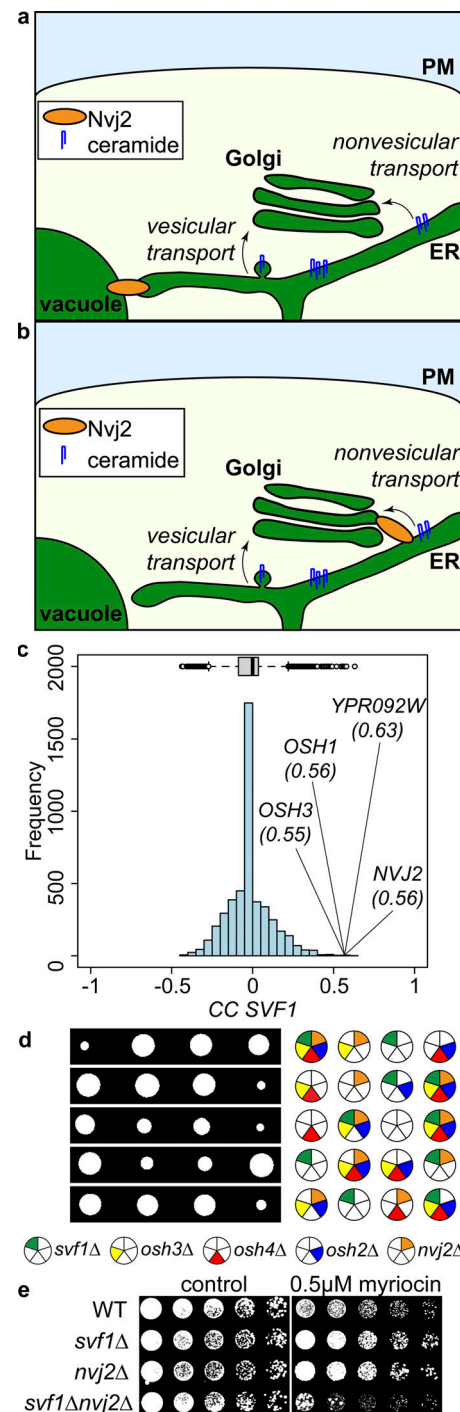 a
PM
Nvj2
ceramide
Golgi
nonvesicular
transport
vesicular
transport
ER
vacuole
b
PM
Nvj2
ceramide
Golgi
nonvesicular
transport
vesicular
transport
ER
vacuole
c
2000
1500
1000
500
0
Frequency
YPR092W
(0.63)
OSH1
(0.56)
OSH3
(0.55)
NVJ2
(0.56)
-1 -0.5 0 0.5 1
CC SVF1
d
svf1Δ osh3Δ osh4Δ osh2Δ nvj2Δ
e
control 0.5µM myriocin
WT
svf1Δ
nvj2Δ
svf1Δnvj2Δ